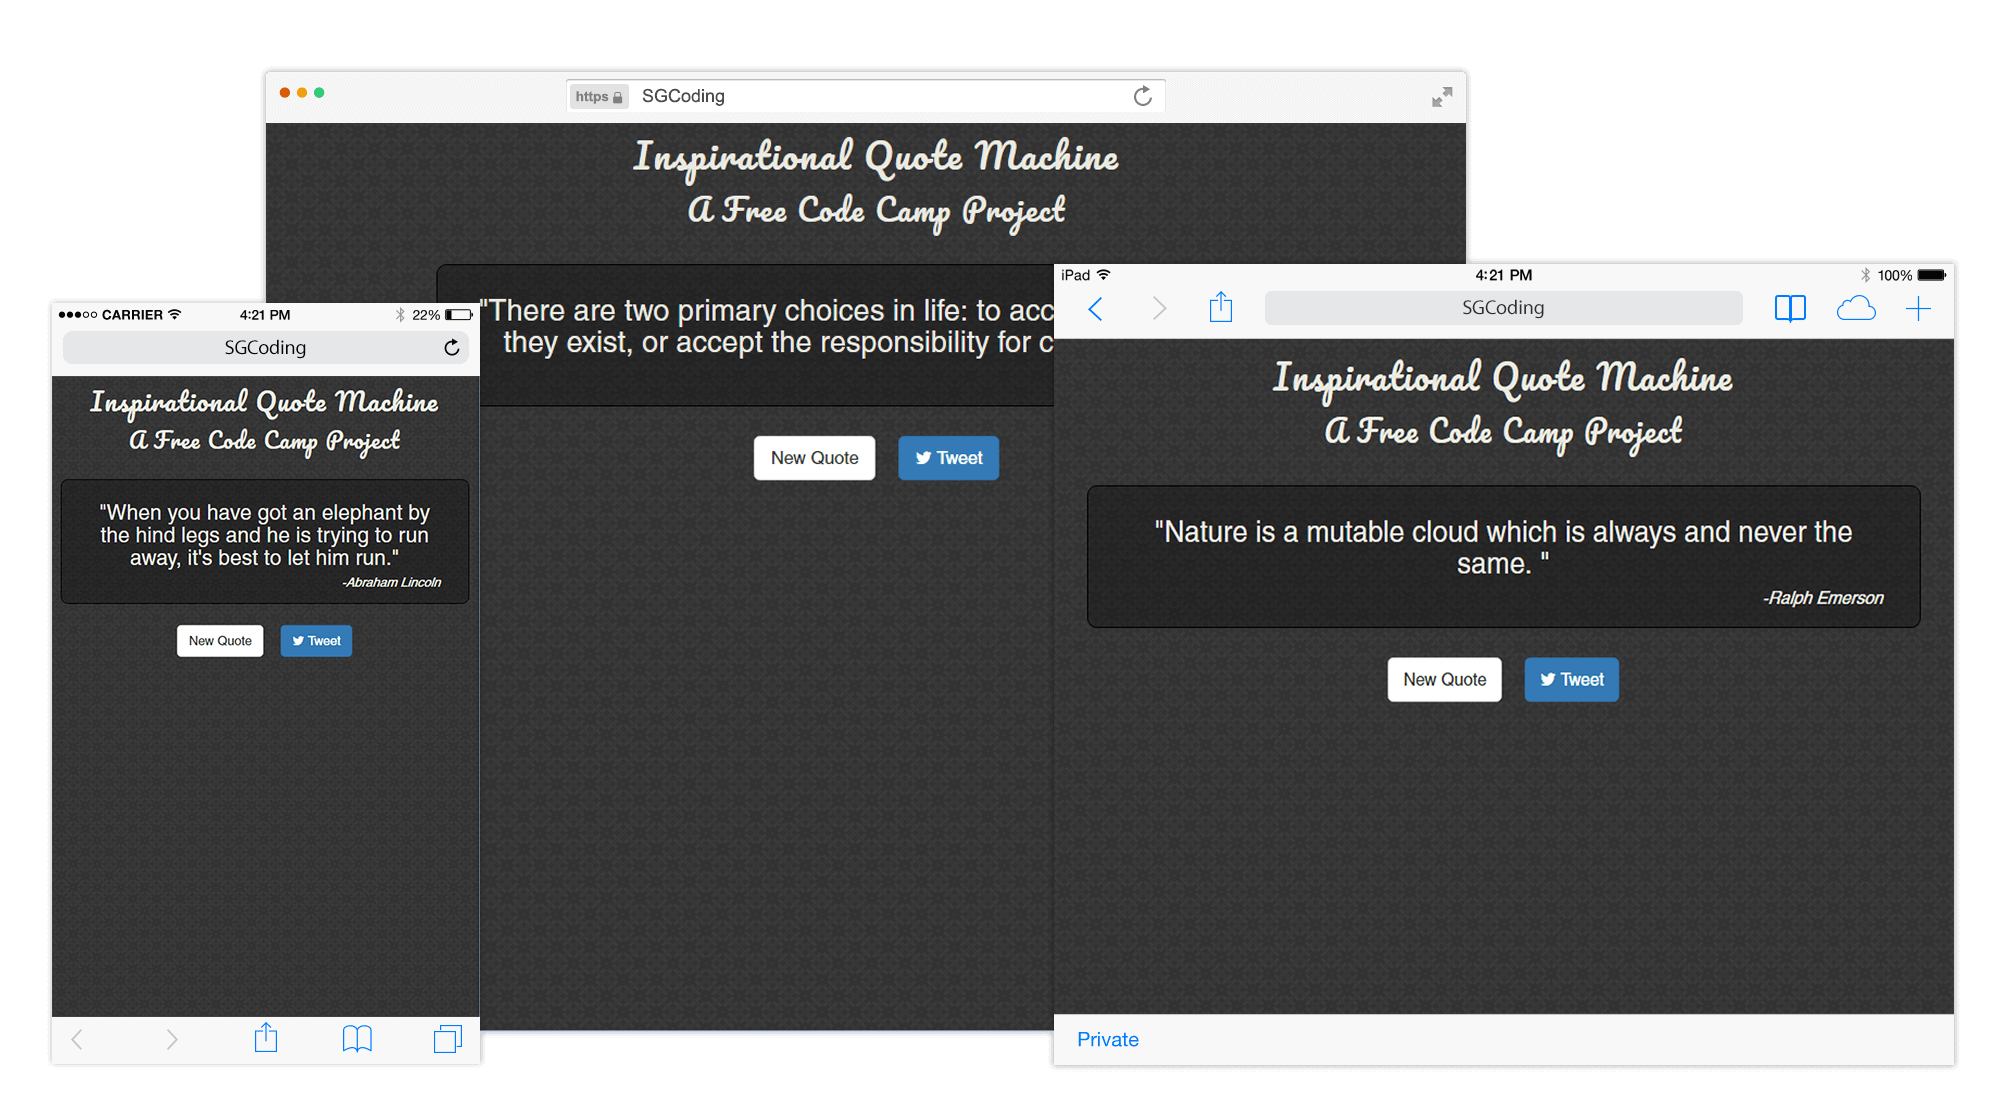 https SGCoding
Inspirational Quote Machine
A Free Code Camp Project
"There are two primary choices in life: to acc
they exist, or accept the responsibility for c
New Quote Tweet
CARRIER 4:21 PM 22%
SGCoding
Inspirational Quote Machine
A Free Code Camp Project
"When you have got an elephant by
the hind legs and he is trying to run
away, it's best to let him run."
-Abraham Lincoln
New Quote Tweet
iPad 4:21 PM 100%
SGCoding
Inspirational Quote Machine
A Free Code Camp Project
"Nature is a mutable cloud which is always and never the
same. "
-Ralph Emerson
New Quote Tweet
Private